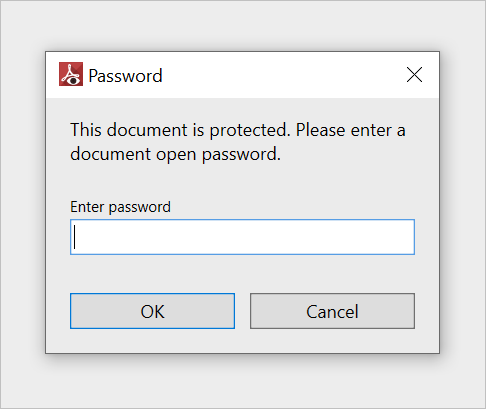 Password
This document is protected. Please enter a
document open password.
Enter password
OK
Cancel